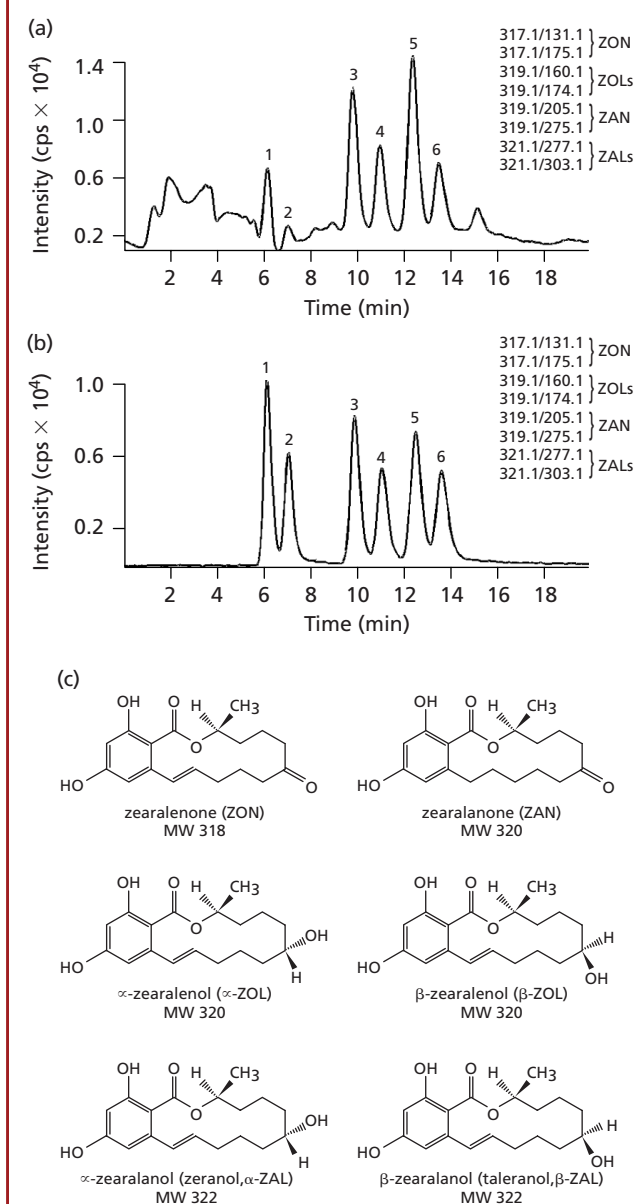 (a)
Intensity (cps × 10⁴)
1.4
1.0
0.6
0.2
1
2
3
4
5
6
317.1/131.1
317.1/175.1 } ZON
319.1/160.1
319.1/174.1 } ZOLs
319.1/205.1
319.1/275.1 } ZAN
321.1/277.1
321.1/303.1 } ZALs
2 4 6 8 10 12 14 16 18
Time (min)
(b)
Intensity (cps × 10⁴)
1.0
0.6
0.2
1
2
3
4
5
6
317.1/131.1
317.1/175.1 } ZON
319.1/160.1
319.1/174.1 } ZOLs
319.1/205.1
319.1/275.1 } ZAN
321.1/277.1
321.1/303.1 } ZALs
2 4 6 8 10 12 14 16 18
Time (min)
(c)
OH O H CH3
O
HO O
zearalenone (ZON)
MW 318
OH O H CH3
O
HO O
zearalanone (ZAN)
MW 320
OH O H CH3
O
OH
HO H
∝-zearalenol (∝-ZOL)
MW 320
OH O H CH3
O
H
HO OH
β-zearalenol (β-ZOL)
MW 320
OH O H CH3
O
OH
HO H
∝-zearalanol (zeranol,α-ZAL)
MW 322
OH O H CH3
O
H
HO OH
β-zearalanol (taleranol,β-ZAL)
MW 322